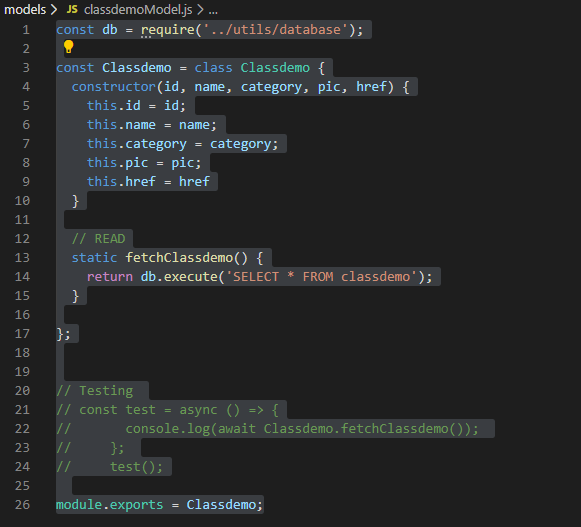 models > JS classdemoModel.js > ...
1 const db = require('../utils/database');
2
3 const Classdemo = class Classdemo {
4   constructor(id, name, category, pic, href) {
5     this.id = id;
6     this.name = name;
7     this.category = category;
8     this.pic = pic;
9     this.href = href
10   }
11
12   // READ
13   static fetchClassdemo() {
14     return db.execute('SELECT * FROM classdemo');
15   }
16
17 };
18
19
20 // Testing
21 // const test = async () => {
22 //       console.log(await Classdemo.fetchClassdemo());
23 //     };
24 //     test();
25
26 module.exports = Classdemo;